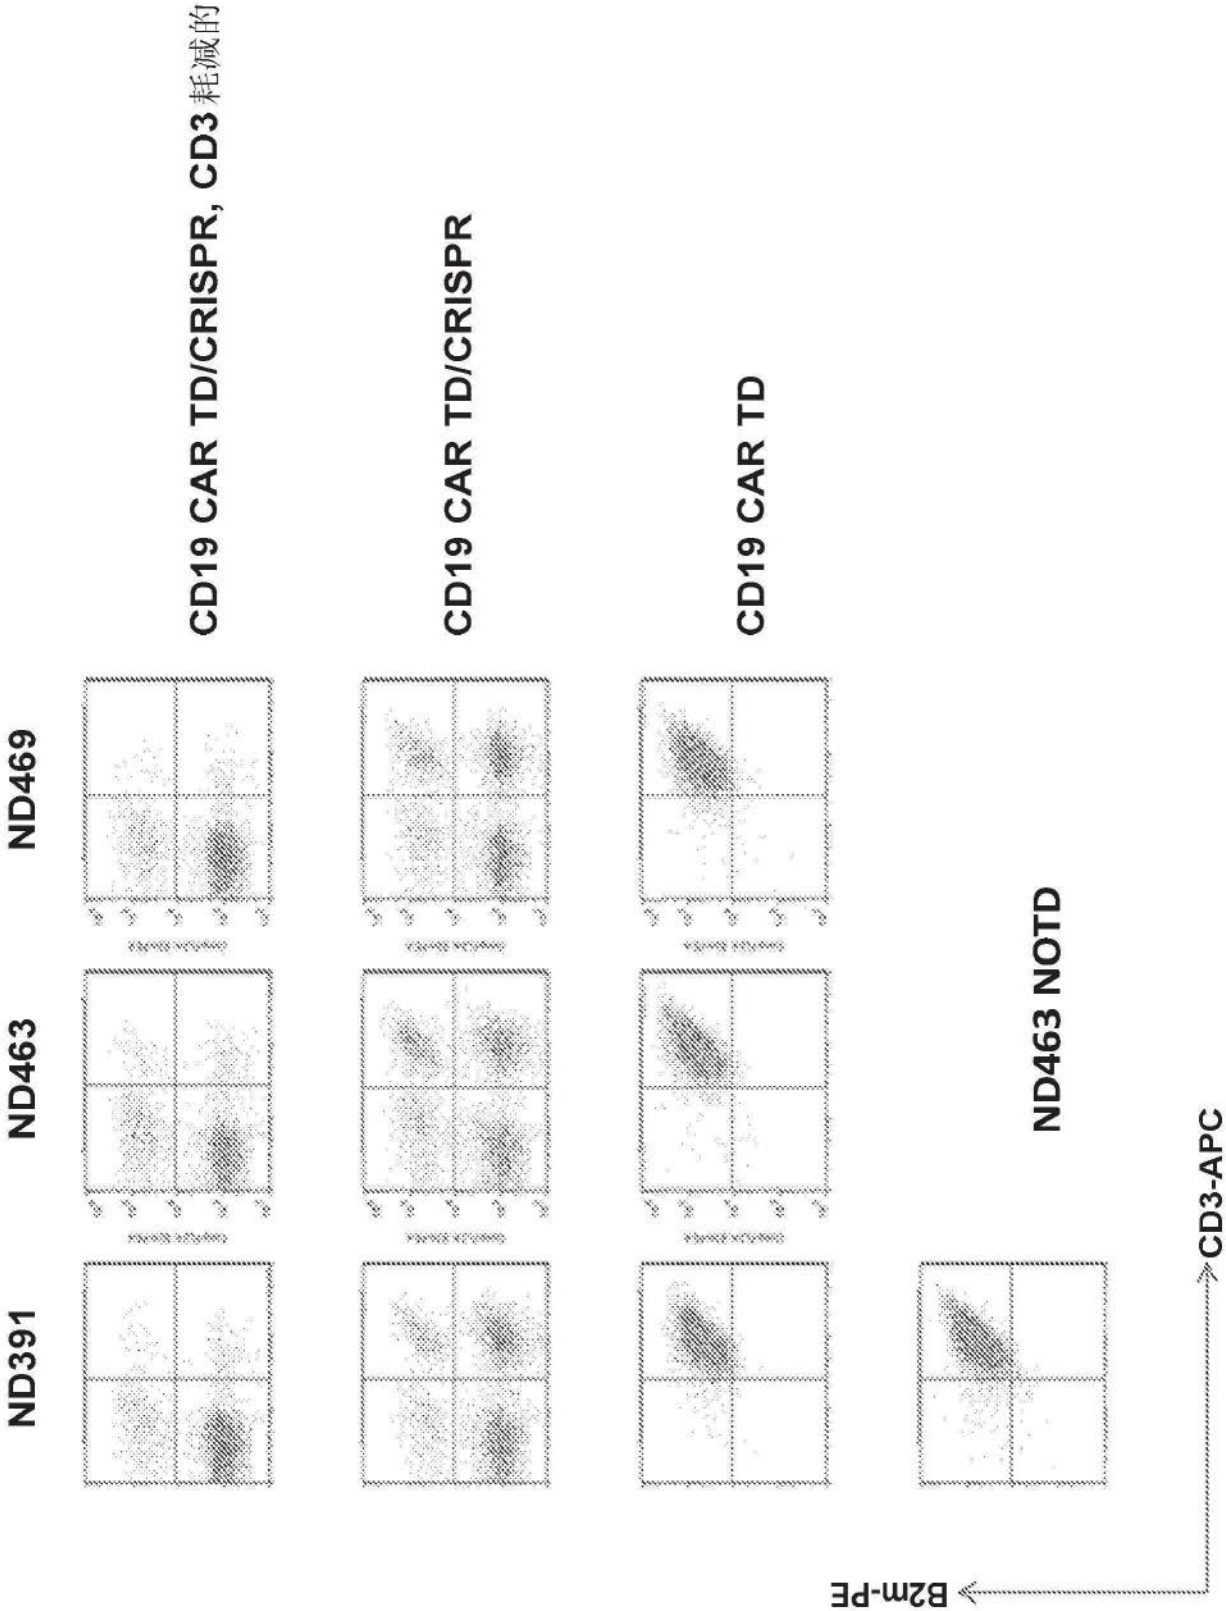 ND391
ND463
ND469
CD19 CAR TD/CRISPR, CD3 耗减的
CD19 CAR TD/CRISPR
CD19 CAR TD
ND463 NOTD
B2m-PE
CD3-APC